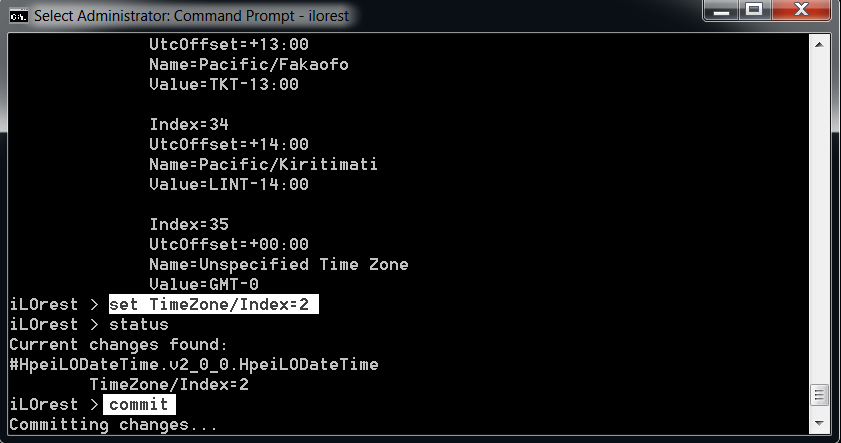 Select Administrator: Command Prompt - ilorest
UtcOffset=+13:00
Name=Pacific/Fakaofo
Value=TKT-13:00
Index=34
UtcOffset=+14:00
Name=Pacific/Kiritimati
Value=LINT-14:00
Index=35
UtcOffset=+00:00
Name=Unspecified Time Zone
Value=GMT-0
iLOrest > set TimeZone/Index=2
iLOrest > status
Current changes found:
#HpeiLODateTime.v2_0_0.HpeiLODateTime
TimeZone/Index=2
iLOrest > commit
Committing changes...